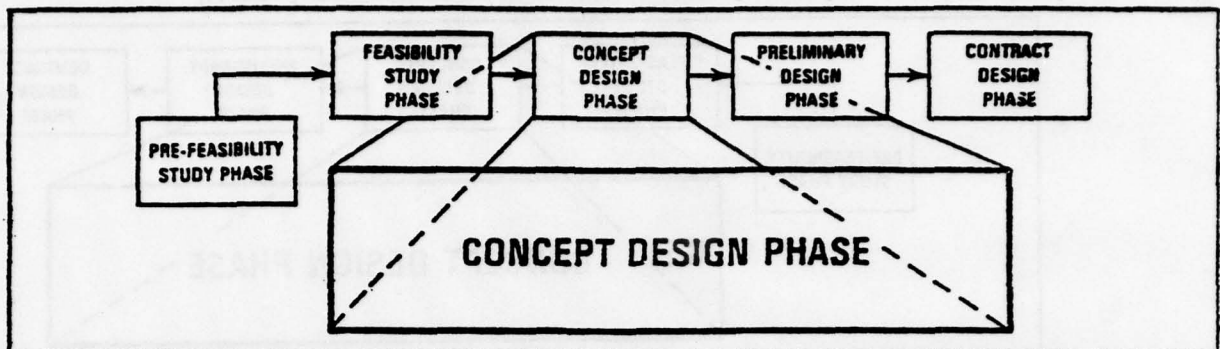 FEASIBILITY
STUDY
PHASE
CONCEPT
DESIGN
PHASE
PRELIMINARY
DESIGN
PHASE
CONTRACT
DESIGN
PHASE
PRE-FEASIBILITY
STUDY PHASE
CONCEPT DESIGN PHASE